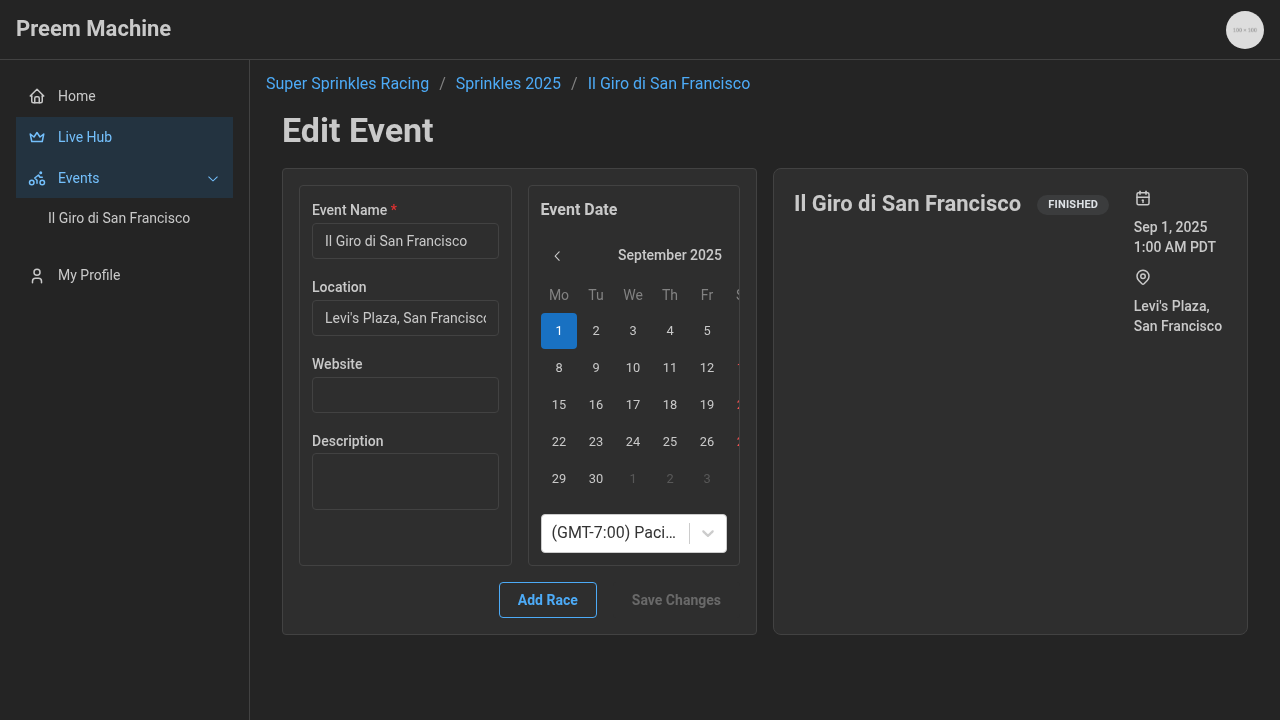 Preem Machine
Home
Live Hub
Events
Il Giro di San Francisco
My Profile
Super Sprinkles Racing / Sprinkles 2025 / Il Giro di San Francisco
Edit Event
Event Name *
Il Giro di San Francisco
Location
Levi's Plaza, San Francisco
Website
Description
Event Date
September 2025
Mo Tu We Th Fr
1 2 3 4 5
8 9 10 11 12
15 16 17 18 19
22 23 24 25 26
29 30 1 2 3
(GMT-7:00) Paci...
Add Race
Save Changes
Il Giro di San Francisco
FINISHED
Sep 1, 2025
1:00 AM PDT
Levi's Plaza,
San Francisco